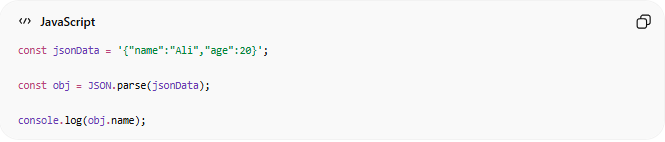 JavaScript
const jsonData = '{"name":"Ali","age":20}';
const obj = JSON.parse(jsonData);
console.log(obj.name);